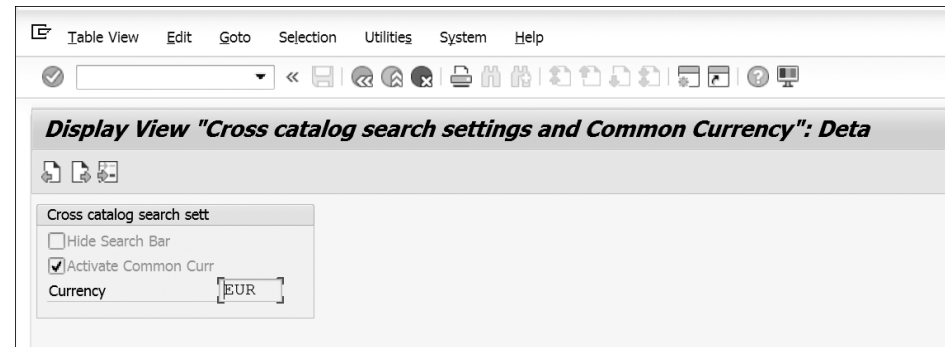 Table View Edit Goto Selection Utilities System Help
Display View "Cross catalog search settings and Common Currency": Deta
Cross catalog search sett
Hide Search Bar
Activate Common Curr
Currency EUR